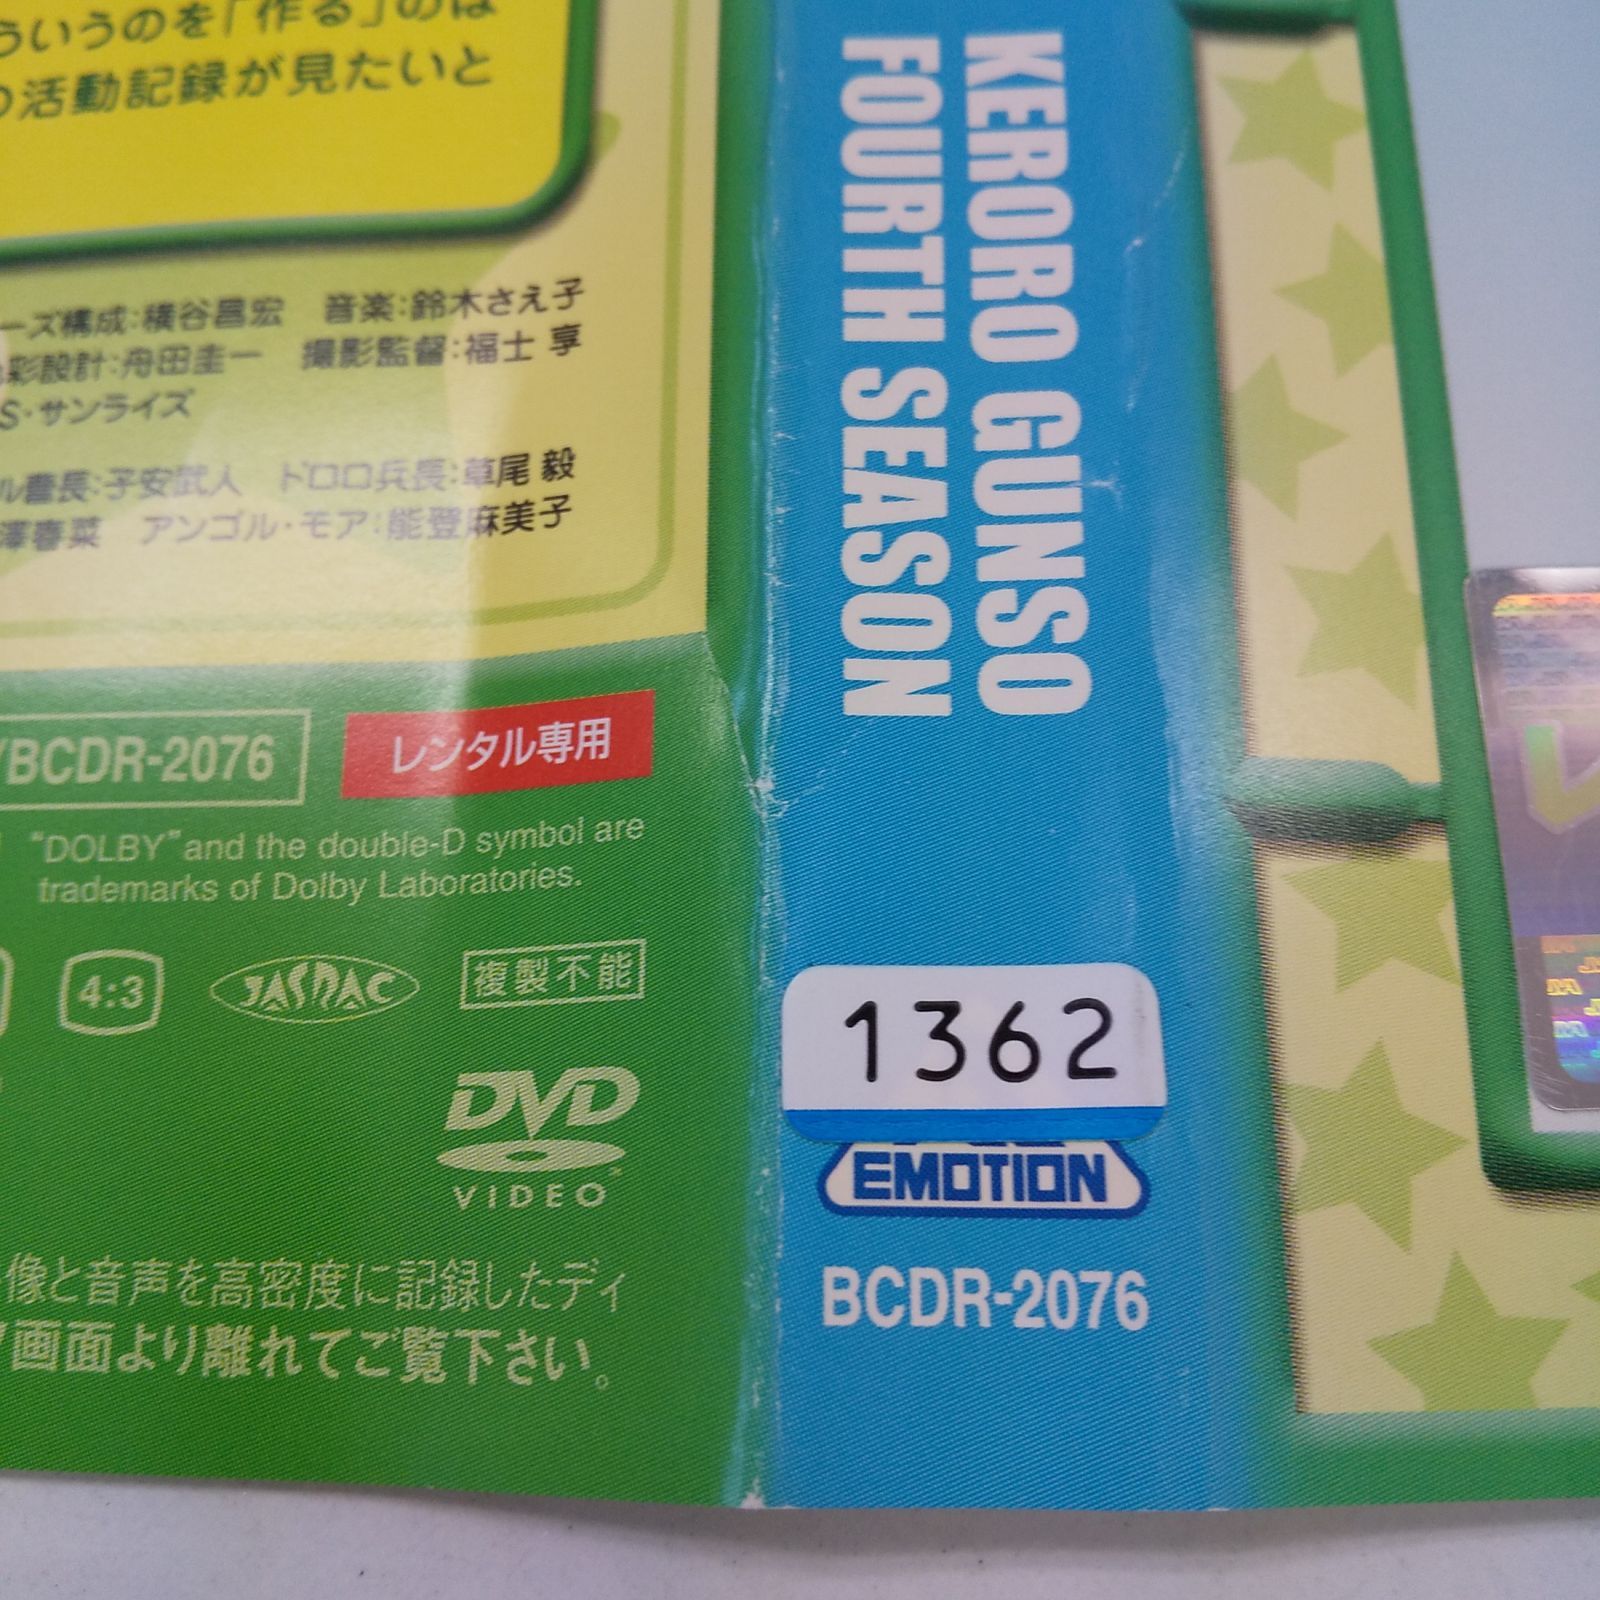 ういうのを「作る」のは
活動記録が見たいと
ーズ構成:横谷昌宏　音楽:鈴木さえ子
彩設計:舟田圭一　撮影監督:福士 享
S・サンライズ
ル曹長:子安武人　ドロロ兵長:草尾 毅
澤春菜　アンゴル・モア:能登麻美子
/BCDR-2076
レンタル専用
"DOLBY" and the double-D symbol are
trademarks of Dolby Laboratories.
4:3
JASRAC
複製不能
DVD
VIDEO
像と音声を高密度に記録したディ
画面より離れてご覧下さい。
KERORO GUNSO
FOURTH SEASON
1362
EMOTION
BCDR-2076